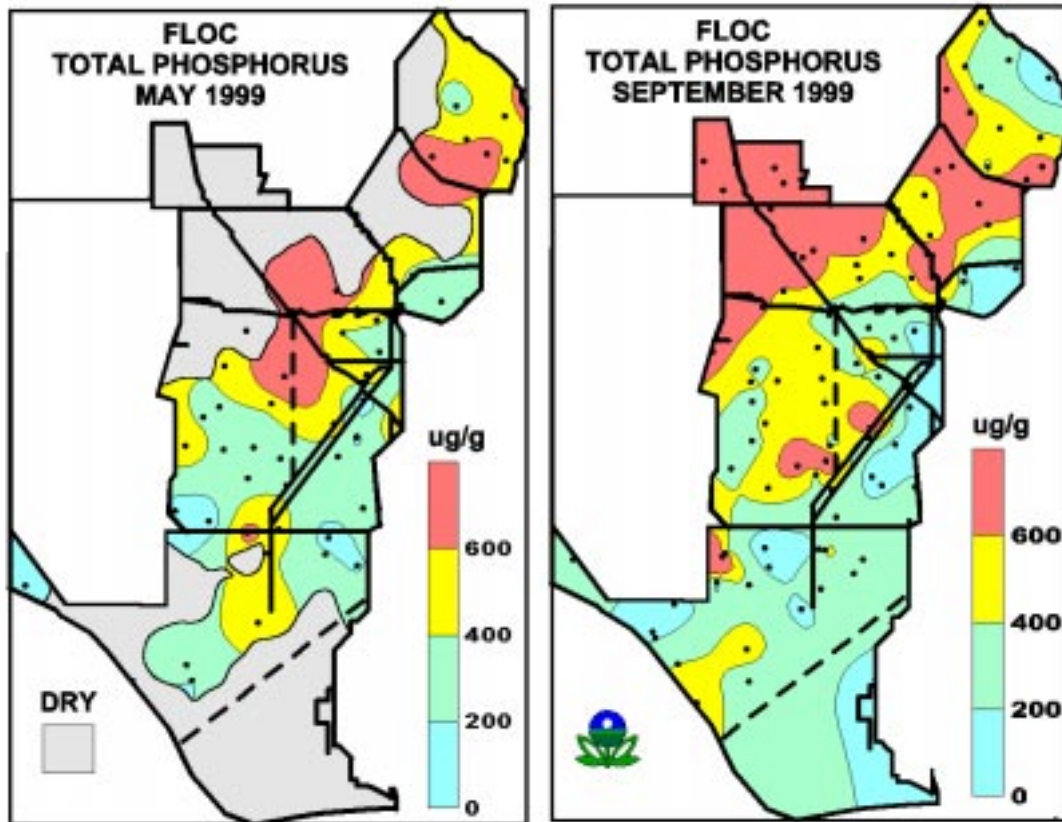 FLOC
TOTAL PHOSPHORUS
MAY 1999
ug/g
600
400
200
0
DRY
FLOC
TOTAL PHOSPHORUS
SEPTEMBER 1999
ug/g
600
400
200
0